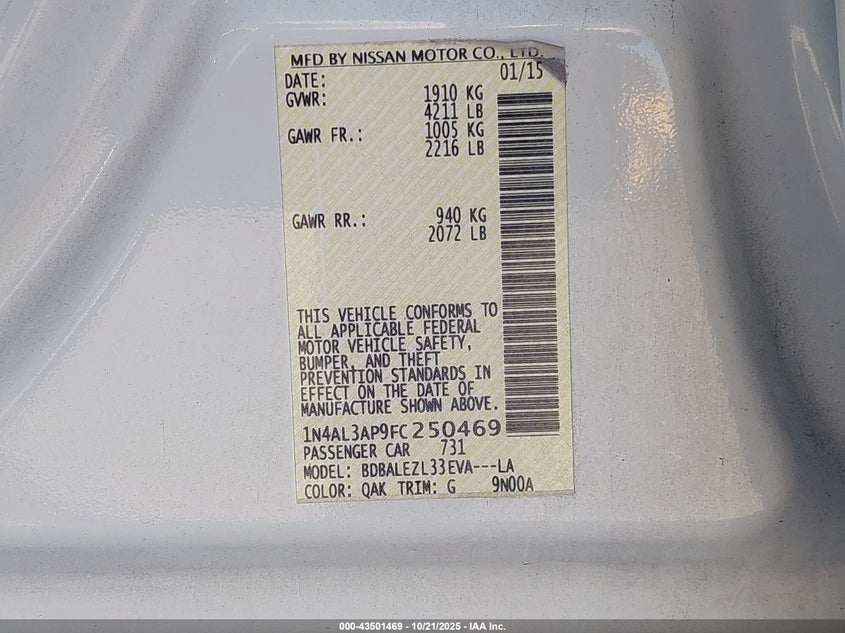 MFD BY NISSAN MOTOR CO., LTD.
DATE: 01/15
GVWR: 1910 KG
4211 LB
GAWR FR.: 1005 KG
2216 LB
GAWR RR.: 940 KG
2072 LB
THIS VEHICLE CONFORMS TO
ALL APPLICABLE FEDERAL
MOTOR VEHICLE SAFETY,
BUMPER, AND THEFT
PREVENTION STANDARDS IN
EFFECT ON THE DATE OF
MANUFACTURE SHOWN ABOVE.
1N4AL3AP9FC250469
PASSENGER CAR 731
MODEL: BDBALEZL33EVA---LA
COLOR: QAK TRIM: G 9N00A
000-43501469 - 10/21/2025 - IAA Inc.